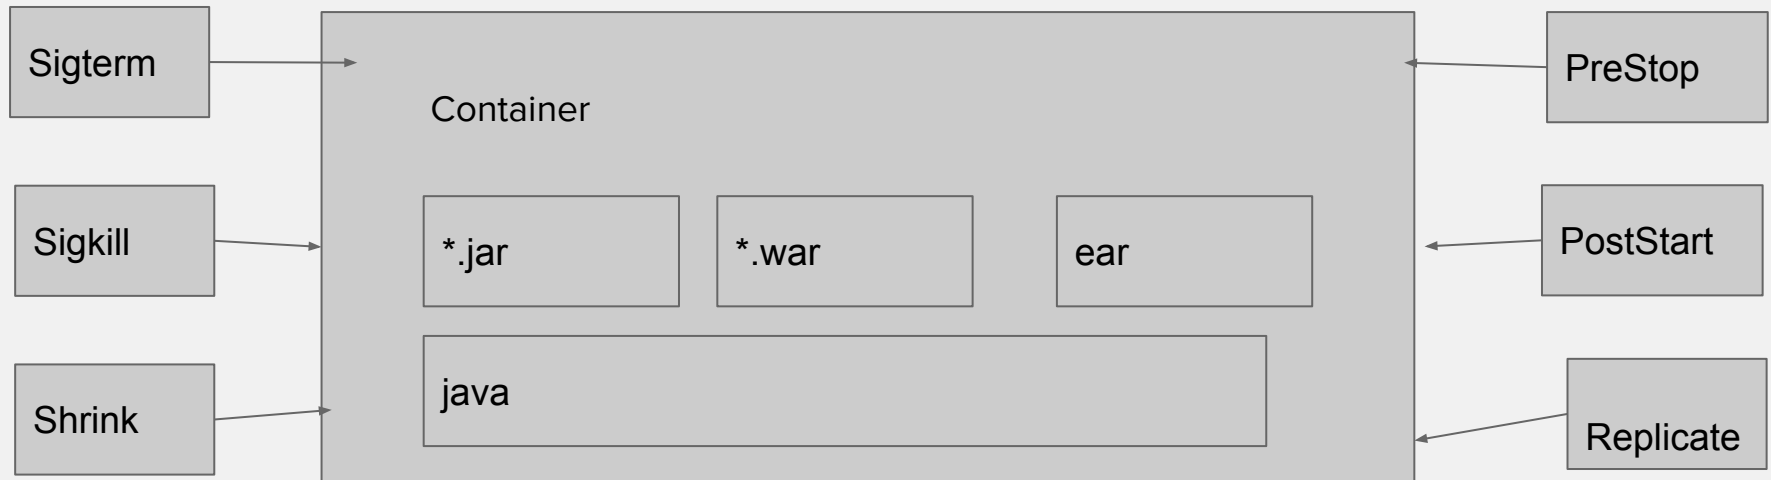 Sigterm
PreStop
Container
Sigkill
*.jar
*.war
ear
PostStart
Shrink
java
Replicate